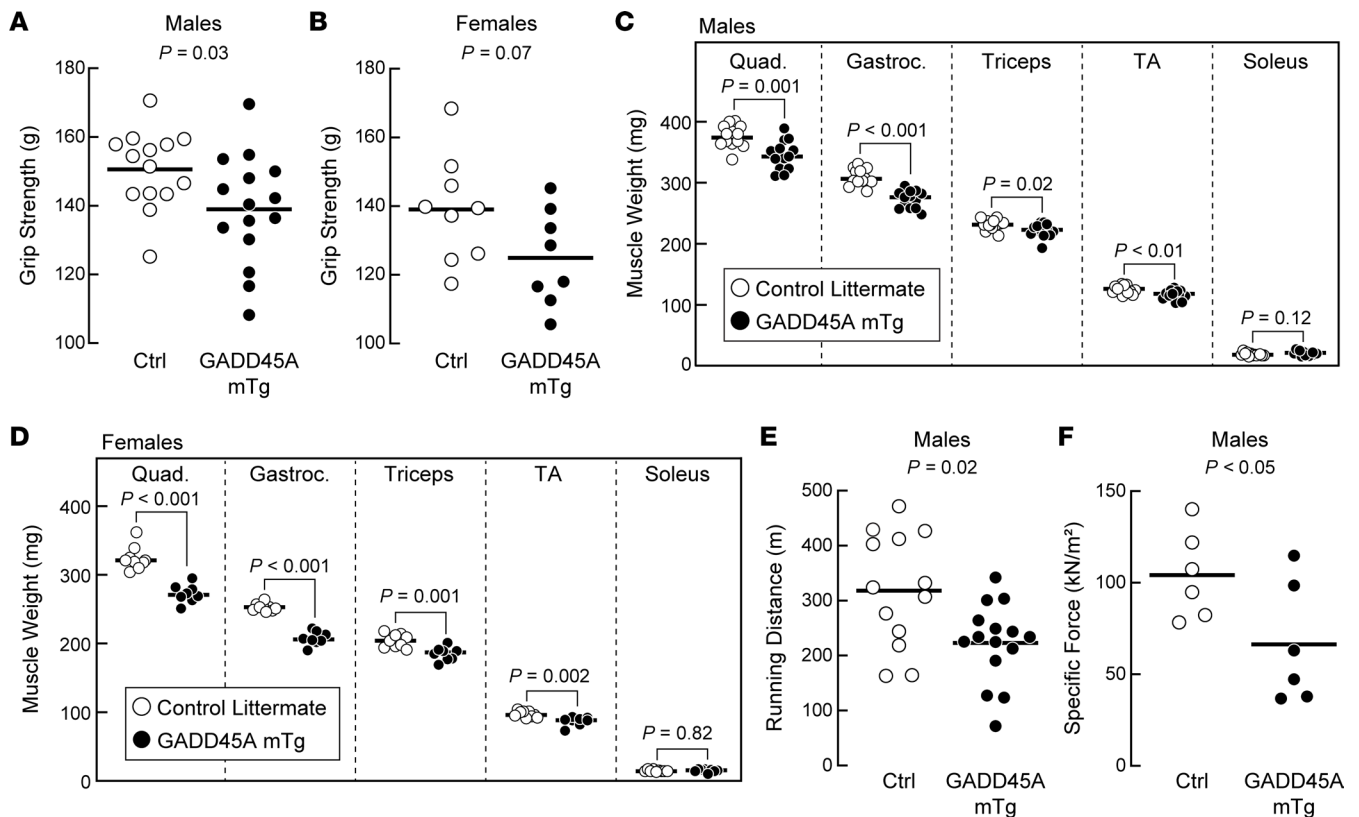 A
Males
P = 0.03
Grip Strength (g)
180
160
140
120
100
Ctrl
GADD45A
mTg
B
Females
P = 0.07
Grip Strength (g)
180
160
140
120
100
Ctrl
GADD45A
mTg
C
Males
Quad.
Gastroc.
Triceps
TA
Soleus
P = 0.001
P < 0.001
P = 0.02
P < 0.01
P = 0.12
Muscle Weight (mg)
400
300
200
100
0
Control Littermate
GADD45A mTg
D
Females
Quad.
Gastroc.
Triceps
TA
Soleus
P < 0.001
P < 0.001
P = 0.001
P = 0.002
P = 0.82
Muscle Weight (mg)
400
300
200
100
0
Control Littermate
GADD45A mTg
E
Males
P = 0.02
Running Distance (m)
500
400
300
200
100
0
Ctrl
GADD45A
mTg
F
Males
P < 0.05
Specific Force (kN/m²)
150
100
50
0
Ctrl
GADD45A
mTg